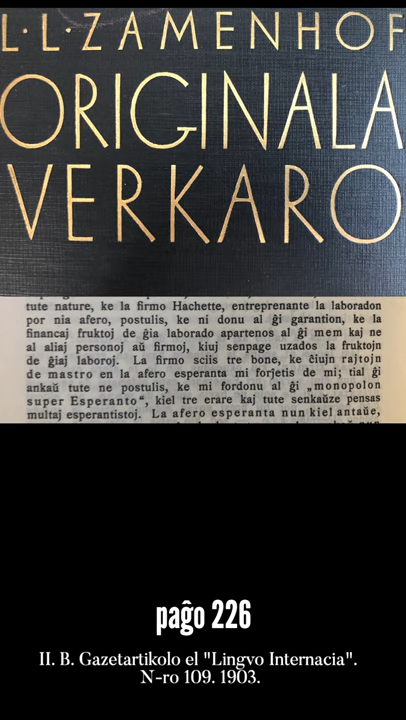 L·L·ZAMENHOF
ORIGINALA
VERKARO
tute nature, ke la firmo Hachette, entreprenante la laboradon
por nia afero, postulis, ke ni donu al ĝi garantion, ke la
financaj fruktoj de ĝia laborado apartenos al ĝi mem kaj ne
al aliaj personoj aŭ firmoj, kiuj senpage uzados la fruktojn
de ĝiaj laboroj. La firmo sciis tre bone, ke ĉiujn rajtojn
de mastro en la afero esperanta mi forĵetis de mi; tial ĝi
ankaŭ tute ne postulis, ke mi fordonu al ĝi „monopolon
super Esperanto“, kiel tre erare kaj tute senkaŭze pensas
multaj esperantistoj. La afero esperanta nun kiel antaŭe,
paĝo 226
II. B. Gazetartikolo el "Lingvo Internacia".
N-ro 109. 1903.